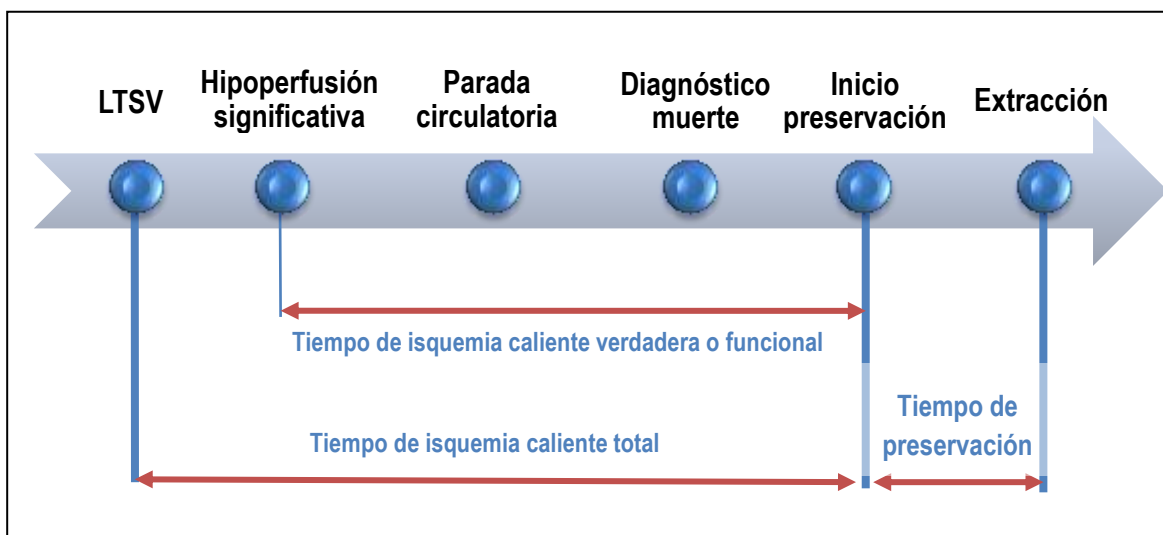 LTSV
Hipoperfusión
significativa
Parada
circulatoria
Diagnóstico
muerte
Inicio
preservación
Extracción
Tiempo de isquemia caliente verdadera o funcional
Tiempo de isquemia caliente total
Tiempo de
preservación